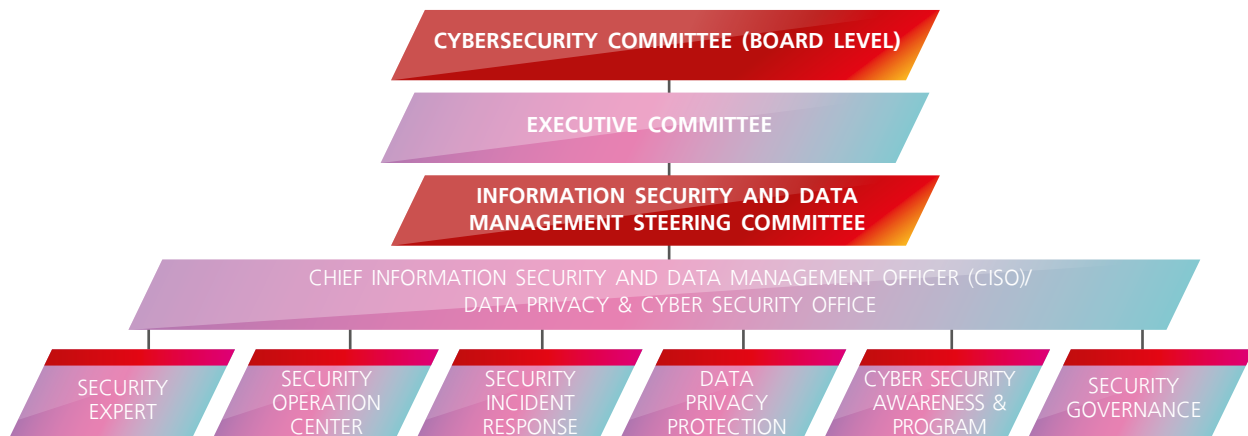 CYBERSECURITY COMMITTEE (BOARD LEVEL)
EXECUTIVE COMMITTEE
INFORMATION SECURITY AND DATA
MANAGEMENT STEERING COMMITTEE
CHIEF INFORMATION SECURITY AND DATA MANAGEMENT OFFICER (CISO)/
DATA PRIVACY & CYBER SECURITY OFFICE
SECURITY
EXPERT
SECURITY
OPERATION
CENTER
SECURITY
INCIDENT
RESPONSE
DATA
PRIVACY
PROTECTION
CYBER SECURITY
AWARENESS &
PROGRAM
SECURITY
GOVERNANCE